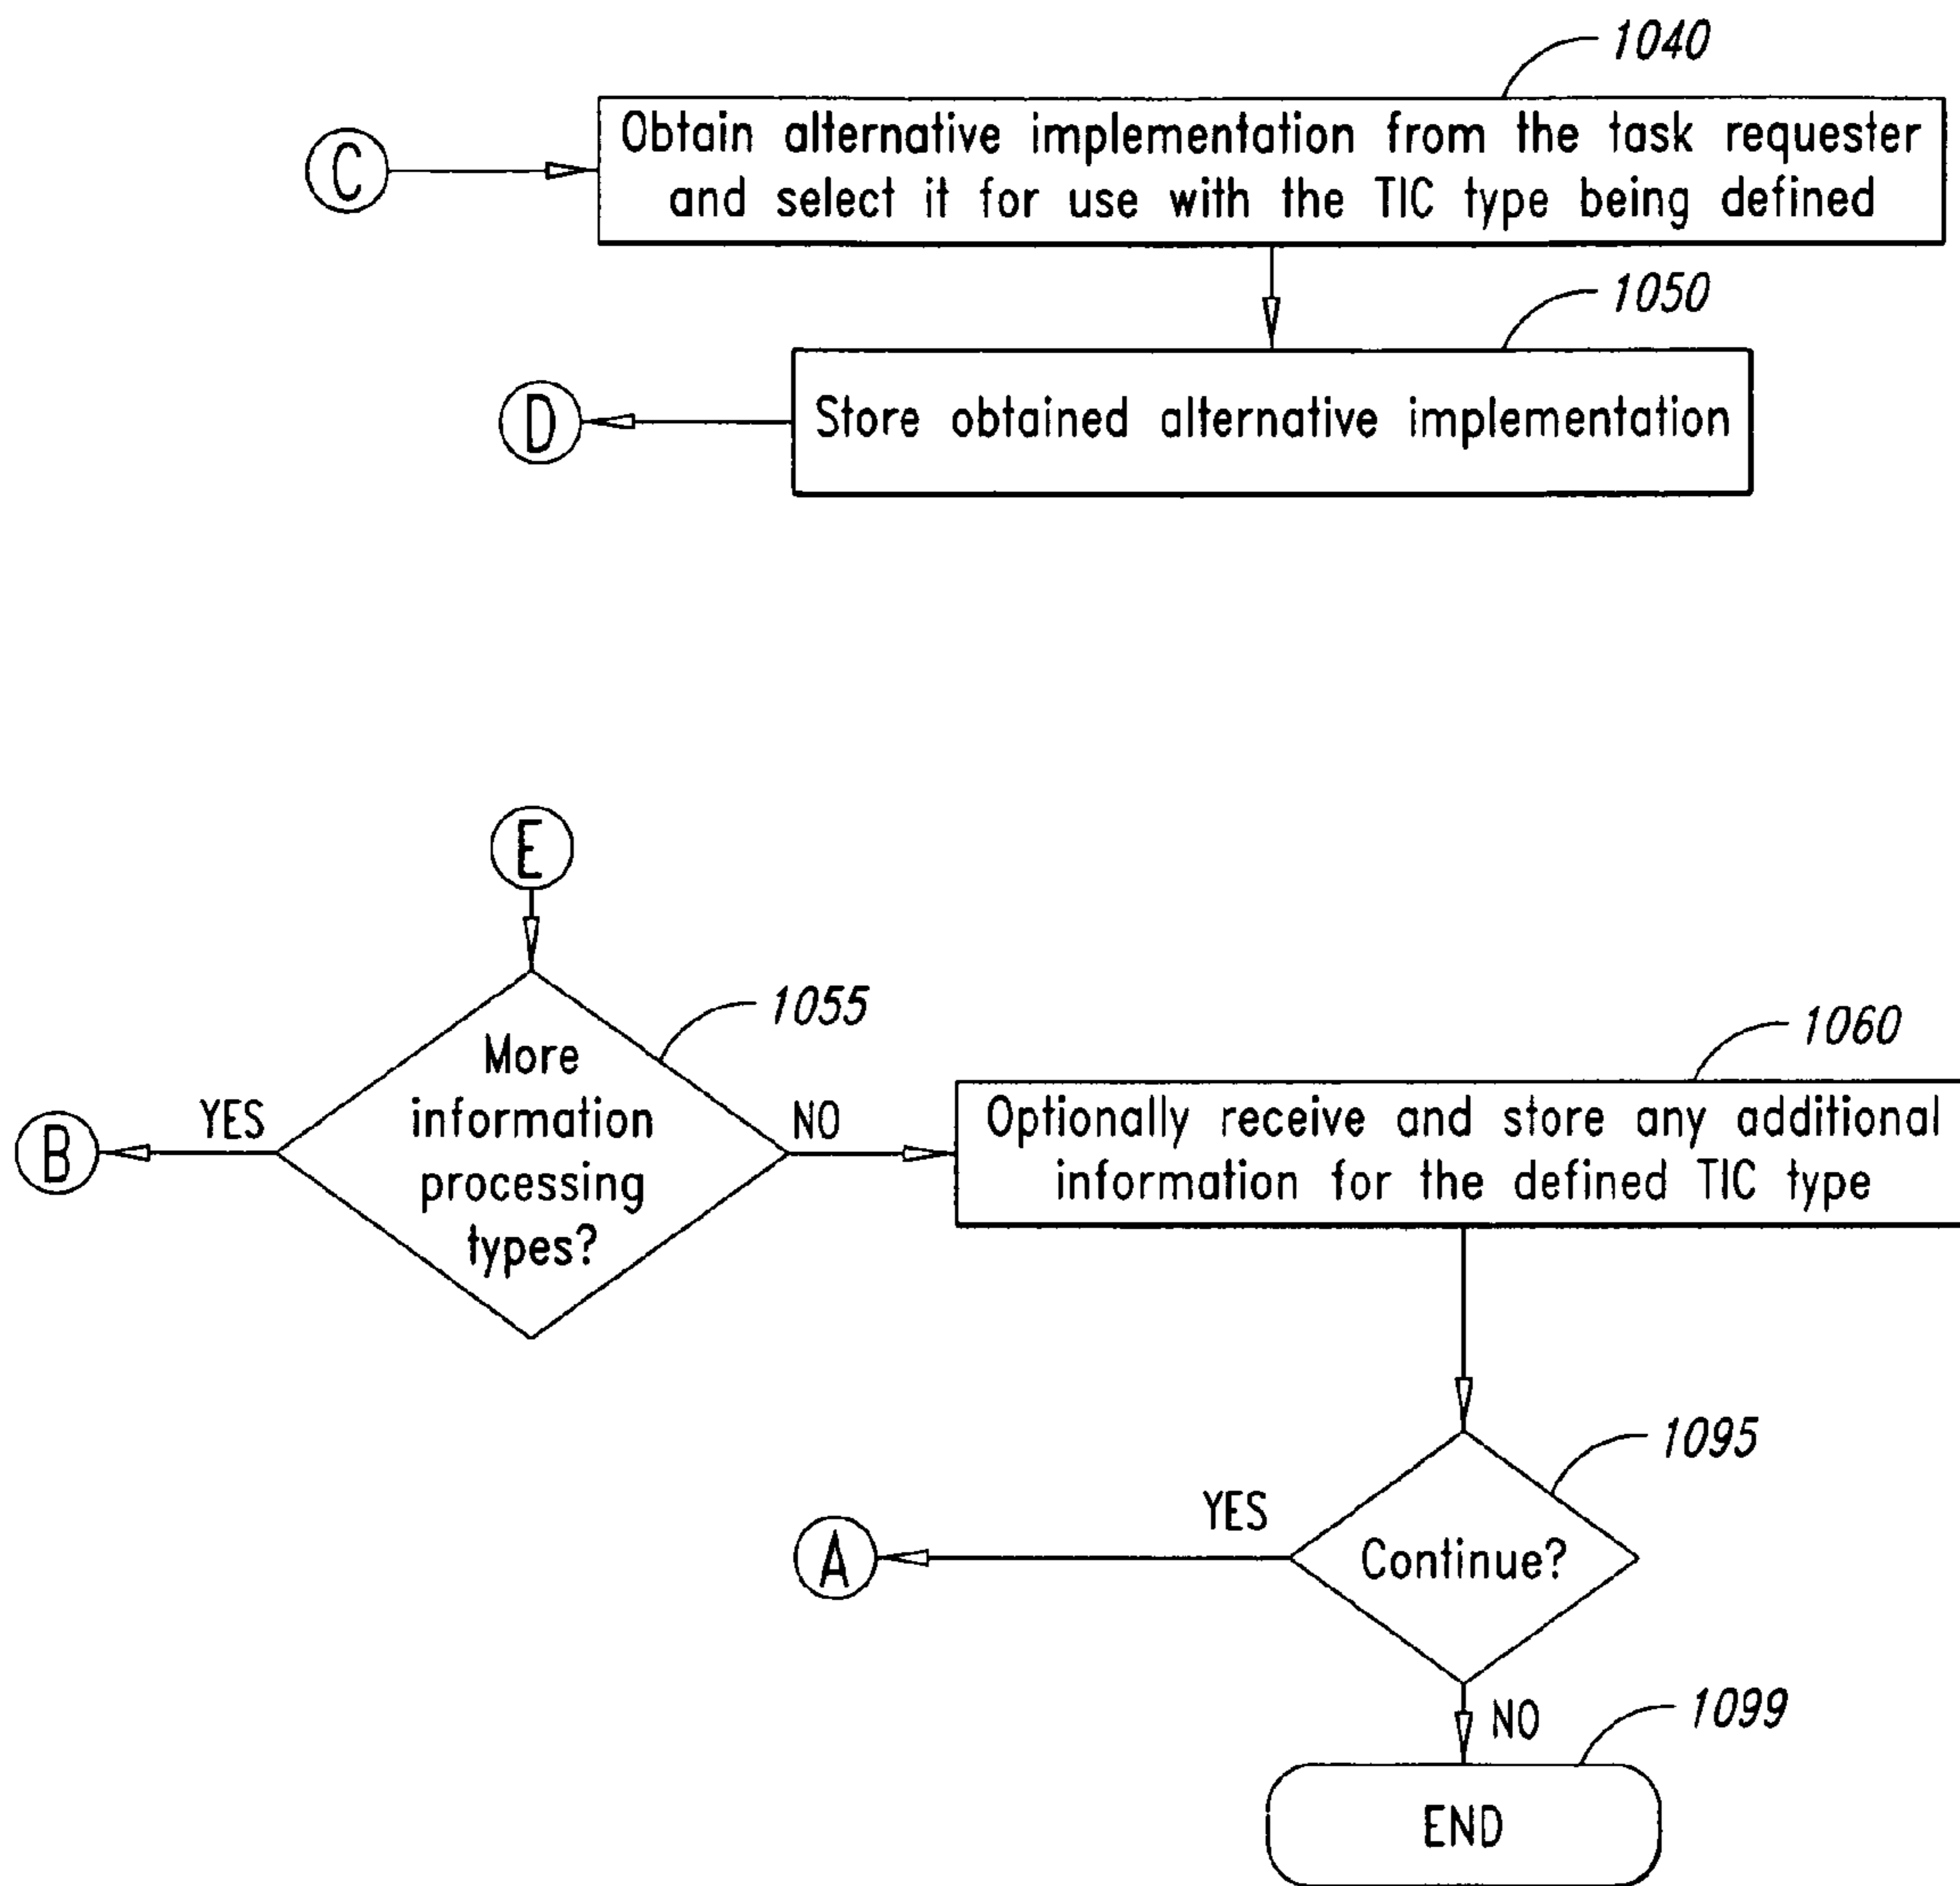 1040
C
Obtain alternative implementation from the task requester
and select it for use with the TIC type being defined
1050
D
Store obtained alternative implementation
E
1055
More
information
processing
types?
YES
B
NO
1060
Optionally receive and store any additional
information for the defined TIC type
1095
YES
A
Continue?
NO
1099
END